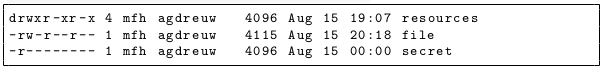 drwxr-xr-x 4 mfh agdreuw   4096 Aug 15 19:07 resources
-rw-r--r-- 1 mfh agdreuw   4115 Aug 15 20:18 file
-r-------- 1 mfh agdreuw   4096 Aug 15 00:00 secret